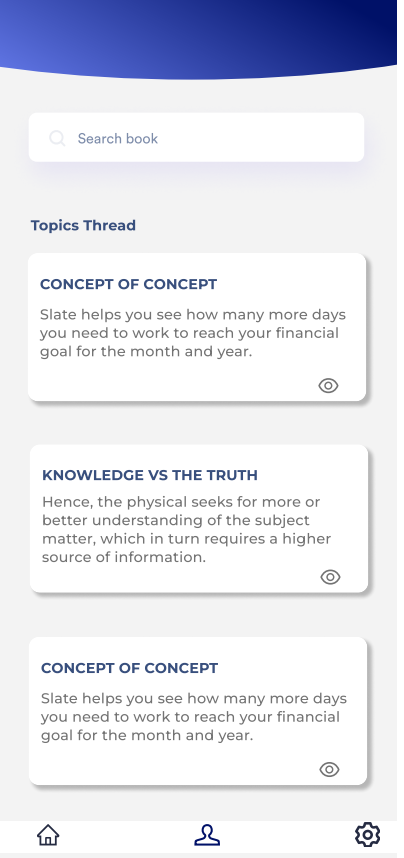 Search book
Topics Thread
CONCEPT OF CONCEPT
Slate helps you see how many more days
you need to work to reach your financial
goal for the month and year.
KNOWLEDGE VS THE TRUTH
Hence, the physical seeks for more or
better understanding of the subject
matter, which in turn requires a higher
source of information.
CONCEPT OF CONCEPT
Slate helps you see how many more days
you need to work to reach your financial
goal for the month and year.